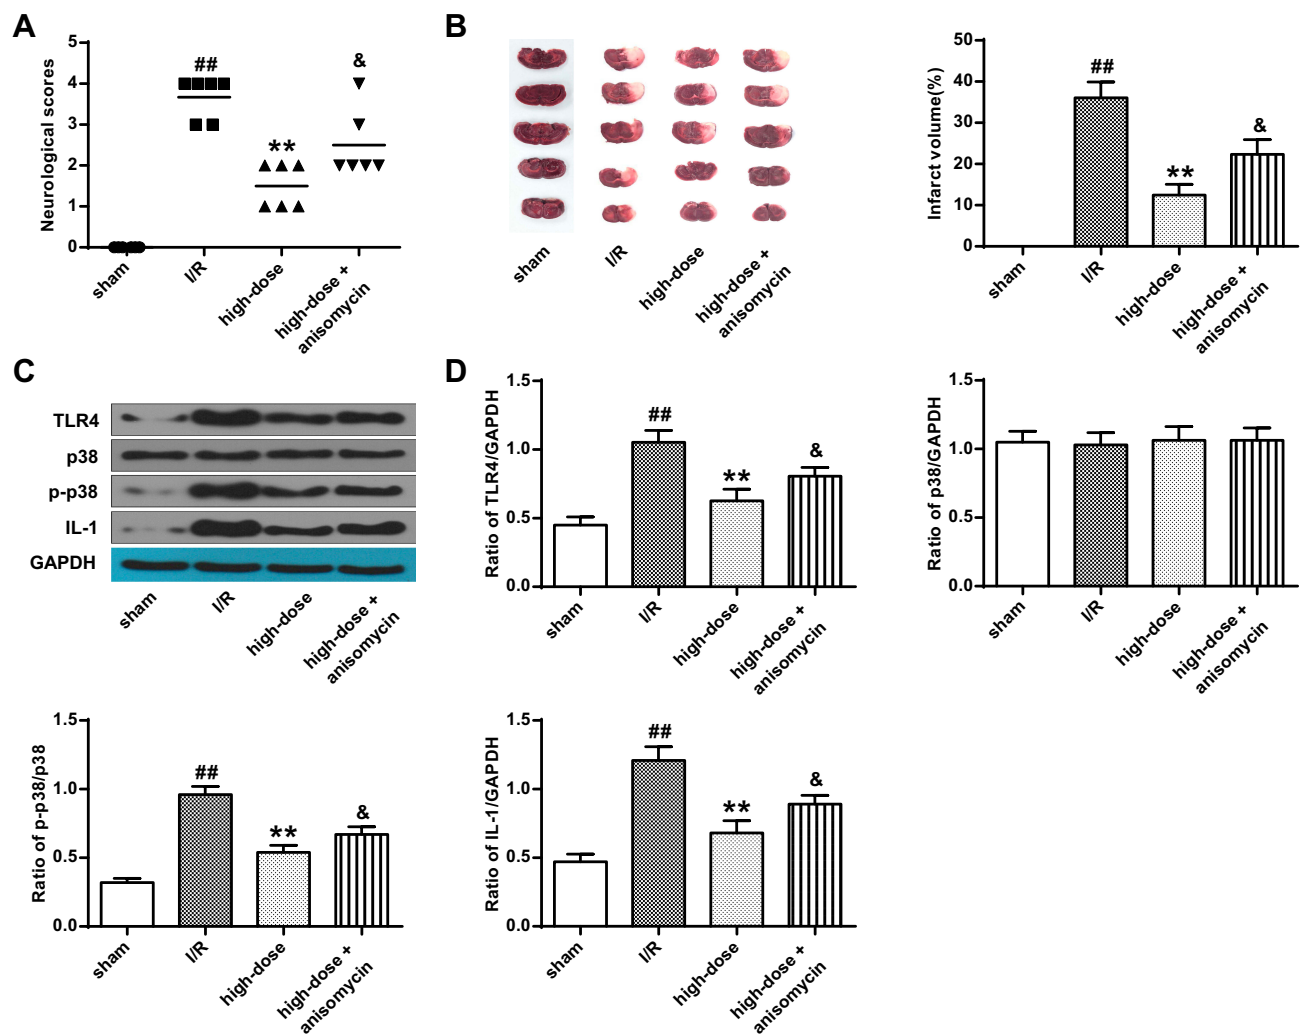 A
Neurological scores
5
4
3
2
1
0
##
**
&
sham
I/R
high-dose
high-dose +
anisomycin
B
sham
I/R
high-dose
high-dose +
anisomycin
Infarct volume(%)
50
40
30
20
10
0
##
**
&
sham
I/R
high-dose
high-dose +
anisomycin
C
TLR4
p38
p-p38
IL-1
GAPDH
sham
I/R
high-dose
high-dose +
anisomycin
D
Ratio of TLR4/GAPDH
1.5
1.0
0.5
0.0
##
**
&
sham
I/R
high-dose
high-dose +
anisomycin
Ratio of p38/GAPDH
1.5
1.0
0.5
0.0
sham
I/R
high-dose
high-dose +
anisomycin
Ratio of p-p38/p38
1.5
1.0
0.5
0.0
##
**
&
sham
I/R
high-dose
high-dose +
anisomycin
Ratio of IL-1/GAPDH
1.5
1.0
0.5
0.0
##
**
&
sham
I/R
high-dose
high-dose +
anisomycin